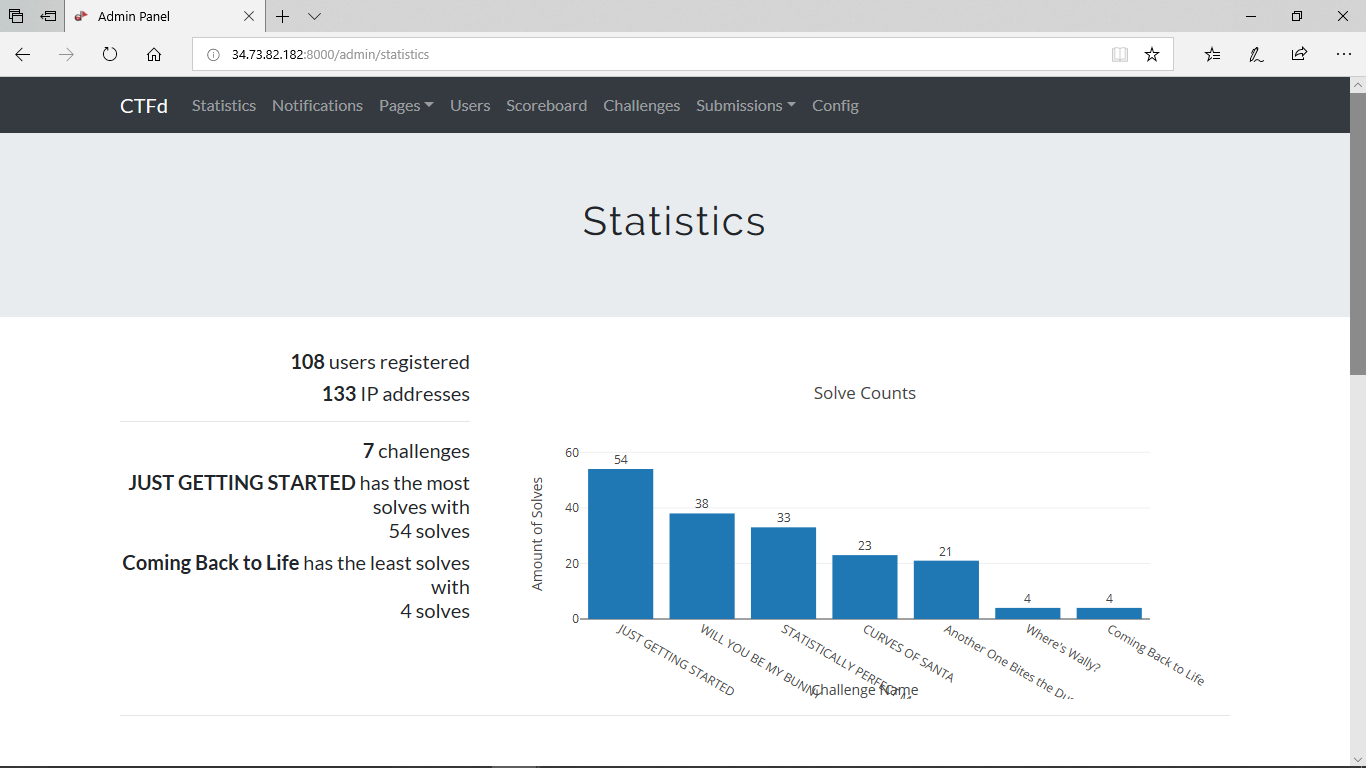 Admin Panel
34.73.82.182:8000/admin/statistics
CTFd Statistics Notifications Pages Users Scoreboard Challenges Submissions Config
Statistics
108 users registered
133 IP addresses
7 challenges
JUST GETTING STARTED has the most
solves with
54 solves
Coming Back to Life has the least solves
with
4 solves
Solve Counts
Amount of Solves
60
40
20
0
54
38
33
23
21
4
4
JUST GETTING STARTED
WILL YOU BE MY BUNNY
STATISTICALLY
CURVES OF SANTA
Another One Bites the
Where's Wally?
Coming Back to Life
Challenge Name